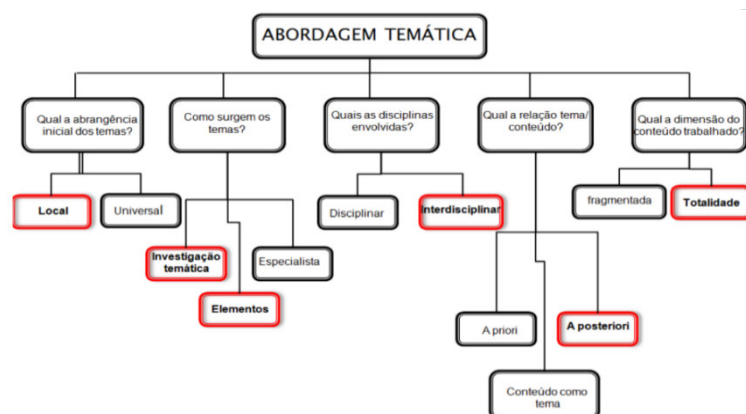 ABORDAGEM TEMÁTICA
Qual a abrangência
inicial dos temas?
Como surgem os
temas?
Quais as disciplinas
envolvidas?
Qual a relação tema/
conteúdo?
Qual a dimensão do
conteúdo trabalhado?
Local
Universal
Investigação
temática
Elementos
Especialista
Disciplinar
Interdisciplinar
A priori
Conteúdo como
tema
A posteriori
fragmentada
Totalidade